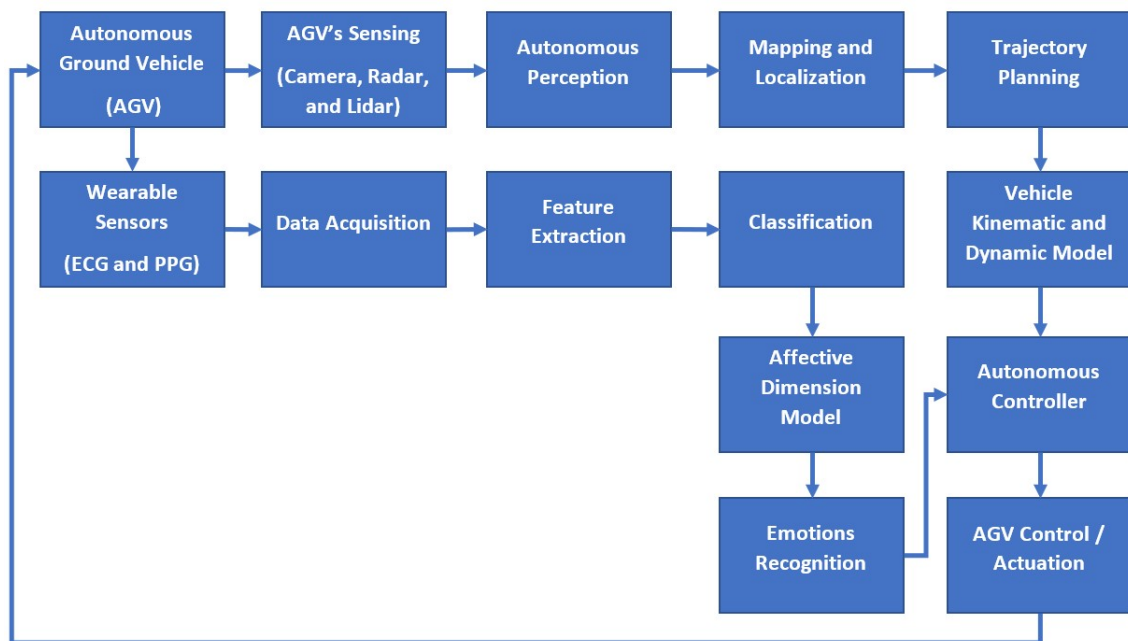 Autonomous
Ground Vehicle
(AGV)
AGV's Sensing
(Camera, Radar,
and Lidar)
Autonomous
Perception
Mapping and
Localization
Trajectory
Planning
Wearable
Sensors
(ECG and PPG)
Data Acquisition
Feature
Extraction
Classification
Vehicle
Kinematic and
Dynamic Model
Affective
Dimension
Model
Autonomous
Controller
Emotions
Recognition
AGV Control /
Actuation